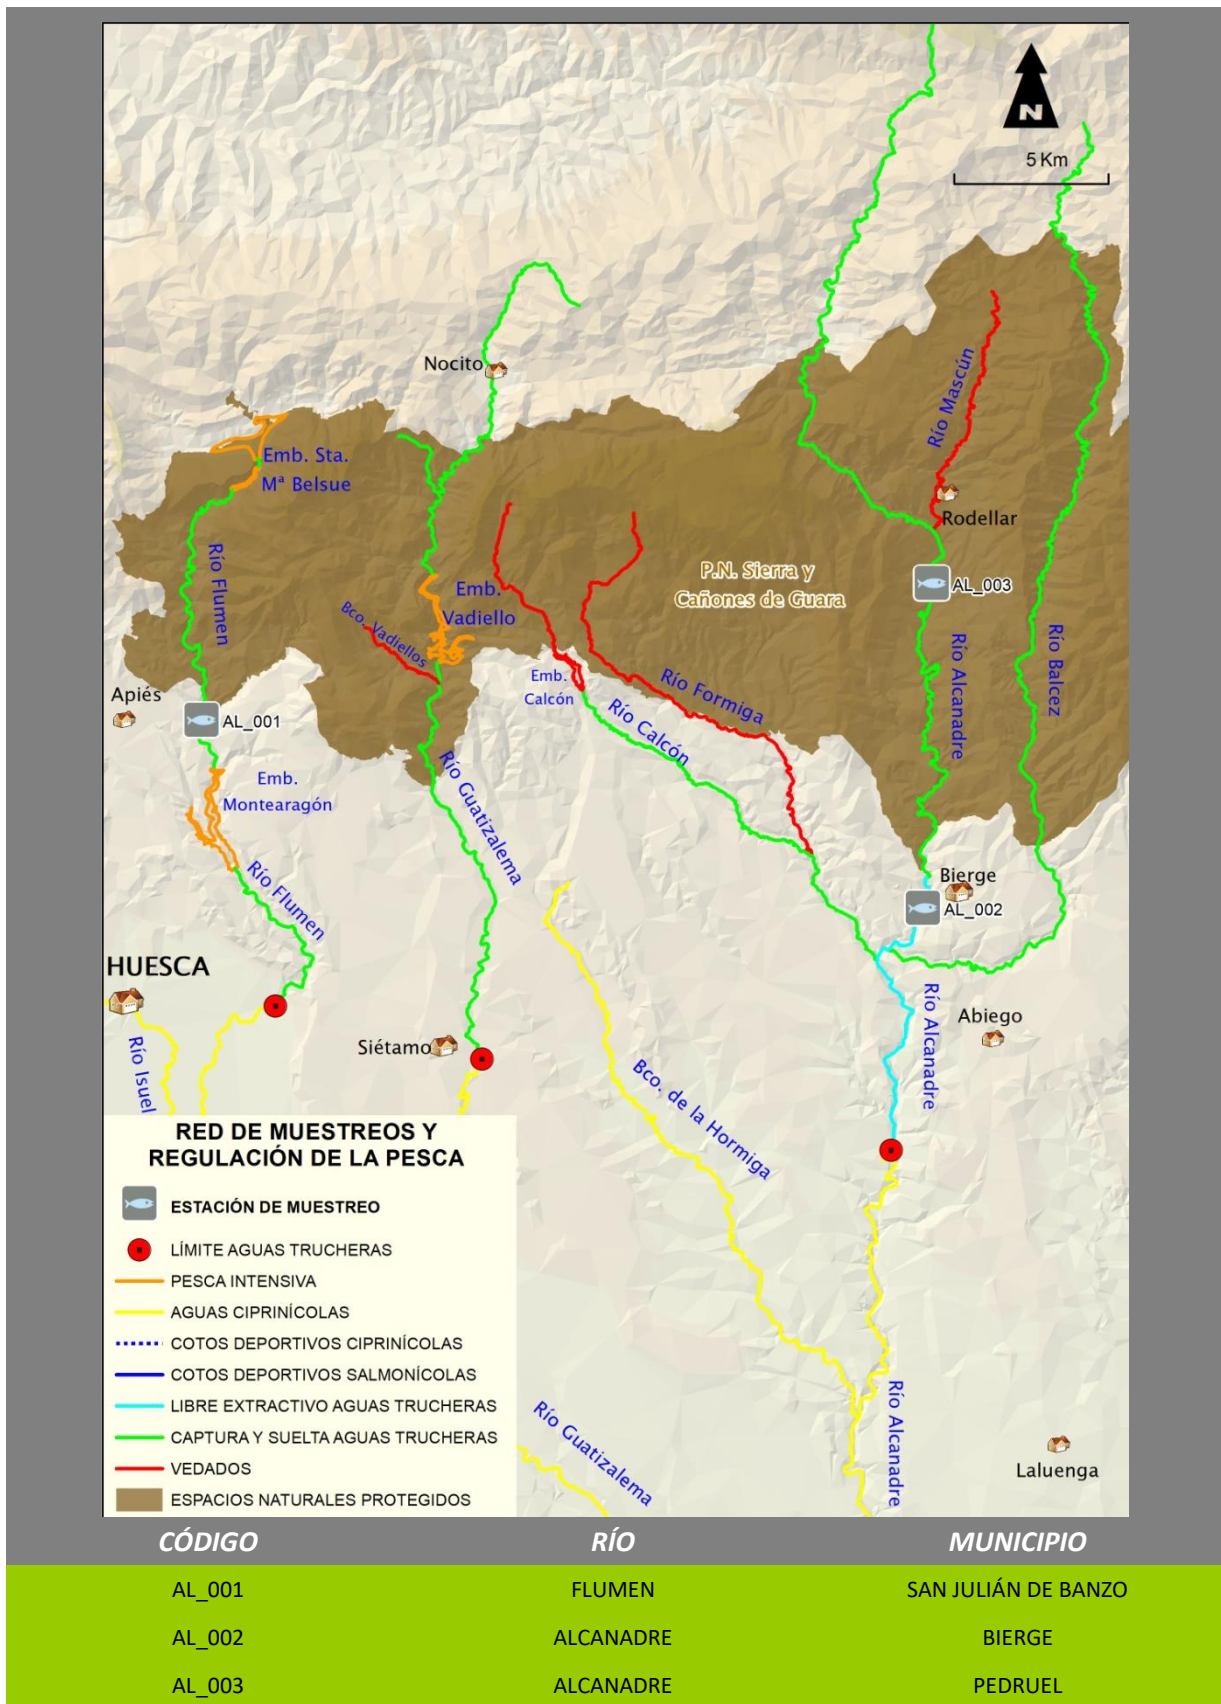 N
5 Km
Nocito
Río Mascún
Emb. Sta.
Mª Belsue
Rodellar
Río Flumen
P.N. Sierra y
Cañones de Guara
AL_003
Emb.
Vadiello
Bco. Vadiellos
Río Balcez
Apiés
Emb.
Calcón
Río Formiga
Río Alcanadre
AL_001
Río Calcón
Emb.
Montearagón
Río Guatizalema
Río Flumen
Bierge
AL_002
HUESCA
Río Alcanadre
Abiego
Siétamo
Río Isuel
Bco. de la Hormiga
RED DE MUESTREOS Y
REGULACIÓN DE LA PESCA
ESTACIÓN DE MUESTREO
LÍMITE AGUAS TRUCHERAS
PESCA INTENSIVA
AGUAS CIPRINÍCOLAS
COTOS DEPORTIVOS CIPRINÍCOLAS
COTOS DEPORTIVOS SALMONÍCOLAS
LIBRE EXTRACTIVO AGUAS TRUCHERAS
CAPTURA Y SUELTA AGUAS TRUCHERAS
VEDADOS
ESPACIOS NATURALES PROTEGIDOS
Río Guatizalema
Río Alcanadre
Laluenga
CÓDIGO RÍO MUNICIPIO
AL_001 FLUMEN SAN JULIÁN DE BANZO
AL_002 ALCANADRE BIERGE
AL_003 ALCANADRE PEDRUEL